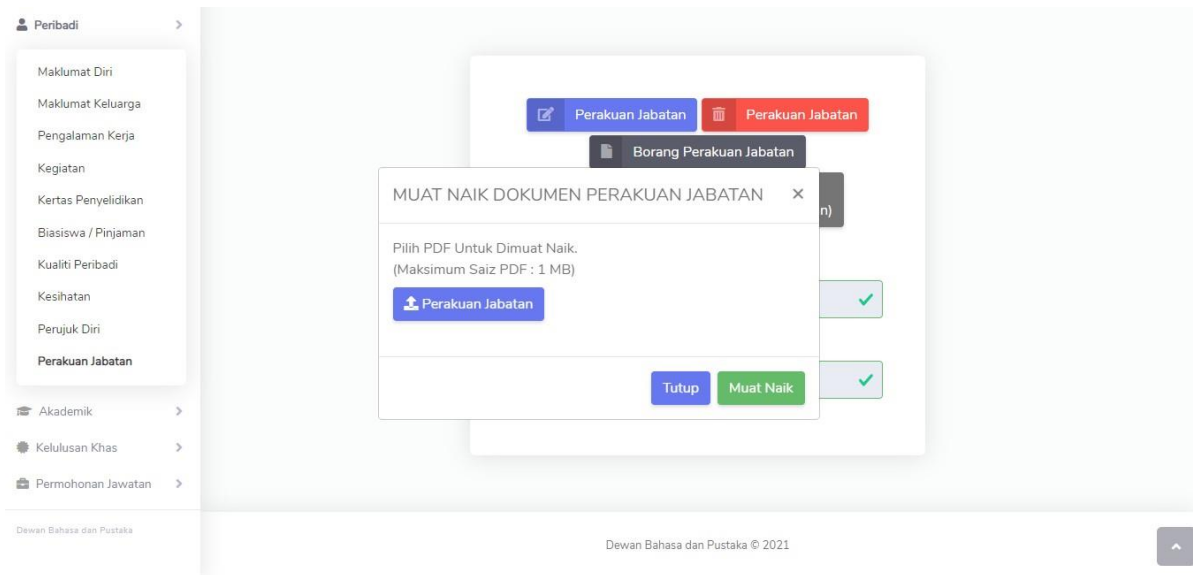 Peribadi
Maklumat Diri
Maklumat Keluarga
Pengalaman Kerja
Kegiatan
Kertas Penyelidikan
Biasiswa / Pinjaman
Kualiti Peribadi
Kesihatan
Perujuk Diri
Perakuan Jabatan
Akademik
Kelulusan Khas
Permohonan Jawatan
Dewan Bahasa dan Pustaka
Perakuan Jabatan
Perakuan Jabatan
Borang Perakuan Jabatan
n)
MUAT NAIK DOKUMEN PERAKUAN JABATAN ×
Pilih PDF Untuk Dimuat Naik.
(Maksimum Saiz PDF : 1 MB)
Perakuan Jabatan
Tutup
Muat Naik
Dewan Bahasa dan Pustaka © 2021